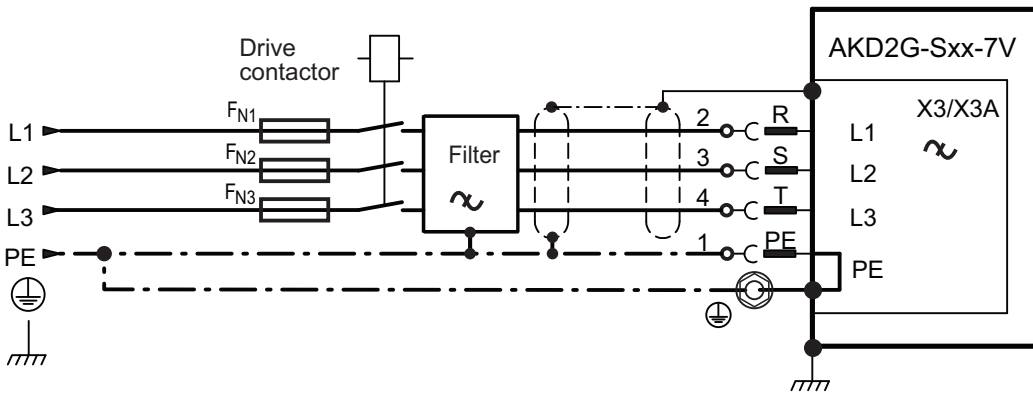 Drive
contactor
AKD2G-Sxx-7V
X3/X3A
L1
FN1
2
R
L1
L2
FN2
Filter
3
S
L2
L3
FN3
4
T
L3
PE
1
PE
PE